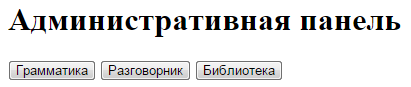 Административная панель
Грамматика Разговорник Библиотека